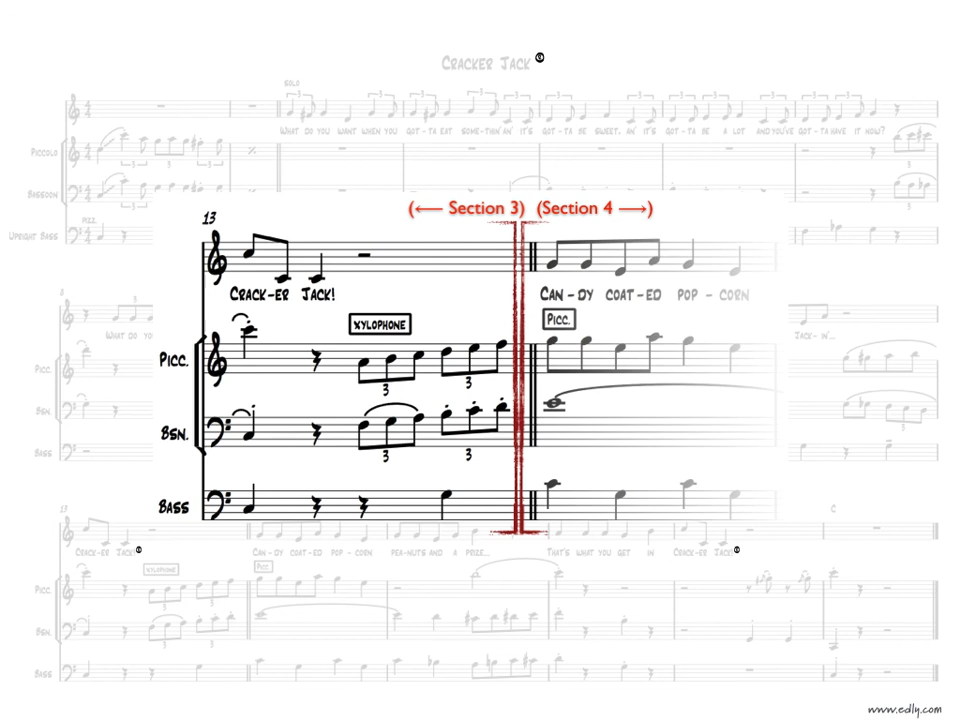 Cracker Jack ®
SOLO
WHAT DO YOU WANT WHEN YOU GOT-TA EAT SOME-THIN' AN' IT'S GOT-TA BE SWEET, AN' IT'S GOT-TA BE A LOT AND YOU'VE GOT-TA HAVE IT NOW?
PICCOLO
BASSOON
PIZZ.
UPRIGHT BASS
(← Section 3) (Section 4 →)
13
CRACK-ER JACK! CAN-DY COAT-ED POP-CORN
XYLOPHONE PICC.
PICC.
BSN.
BASS
WHAT DO YO
JACK-IN'...
PICC.
BSN.
BASS
13
CRACK-ER JACK!® CAN-DY COAT-ED POP-CORN PEA-NUTS AND A PRIZE... THAT'S WHAT YOU GET IN CRACK-ER JACK!®
XYLOPHONE PICC.
PICC.
BSN.
BASS
www.edly.com